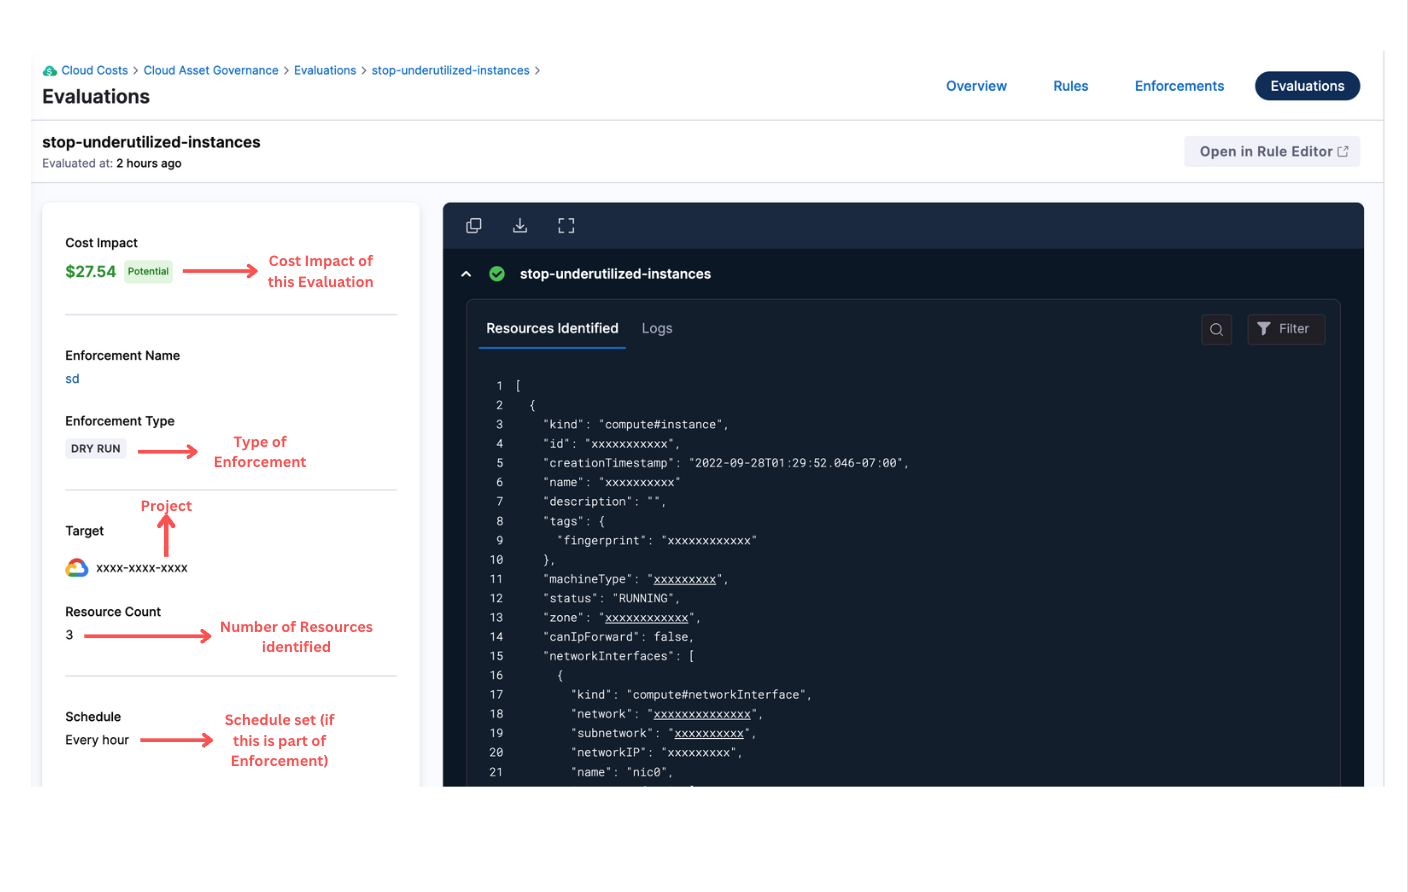 Cloud Costs > Cloud Asset Governance > Evaluations > stop-underutilized-instances >
Evaluations
Overview Rules Enforcements Evaluations
stop-underutilized-instances
Evaluated at: 2 hours ago
Open in Rule Editor
Cost Impact
$27.54 Potential
Cost Impact of
this Evaluation
Enforcement Name
sd
Enforcement Type
DRY RUN
Type of
Enforcement
Project
Target
xxxx-xxxx-xxxx
Resource Count
3
Number of Resources
identified
Schedule
Every hour
Schedule set (if
this is part of
Enforcement)
stop-underutilized-instances
Resources Identified Logs
Filter
1 [
2 {
3 "kind": "compute#instance",
4 "id": "xxxxxxxxxxx",
5 "creationTimestamp": "2022-09-28T01:29:52.046-07:00",
6 "name": "xxxxxxxxxx"
7 "description": "",
8 "tags": {
9 "fingerprint": "xxxxxxxxxxxx"
10 },
11 "machineType": "xxxxxxxxx",
12 "status": "RUNNING",
13 "zone": "xxxxxxxxxxxx",
14 "canIpForward": false,
15 "networkInterfaces": [
16 {
17 "kind": "compute#networkInterface",
18 "network": "xxxxxxxxxxxxxx",
19 "subnetwork": "xxxxxxxxxx",
20 "networkIP": "xxxxxxxxx",
21 "name": "nic0",